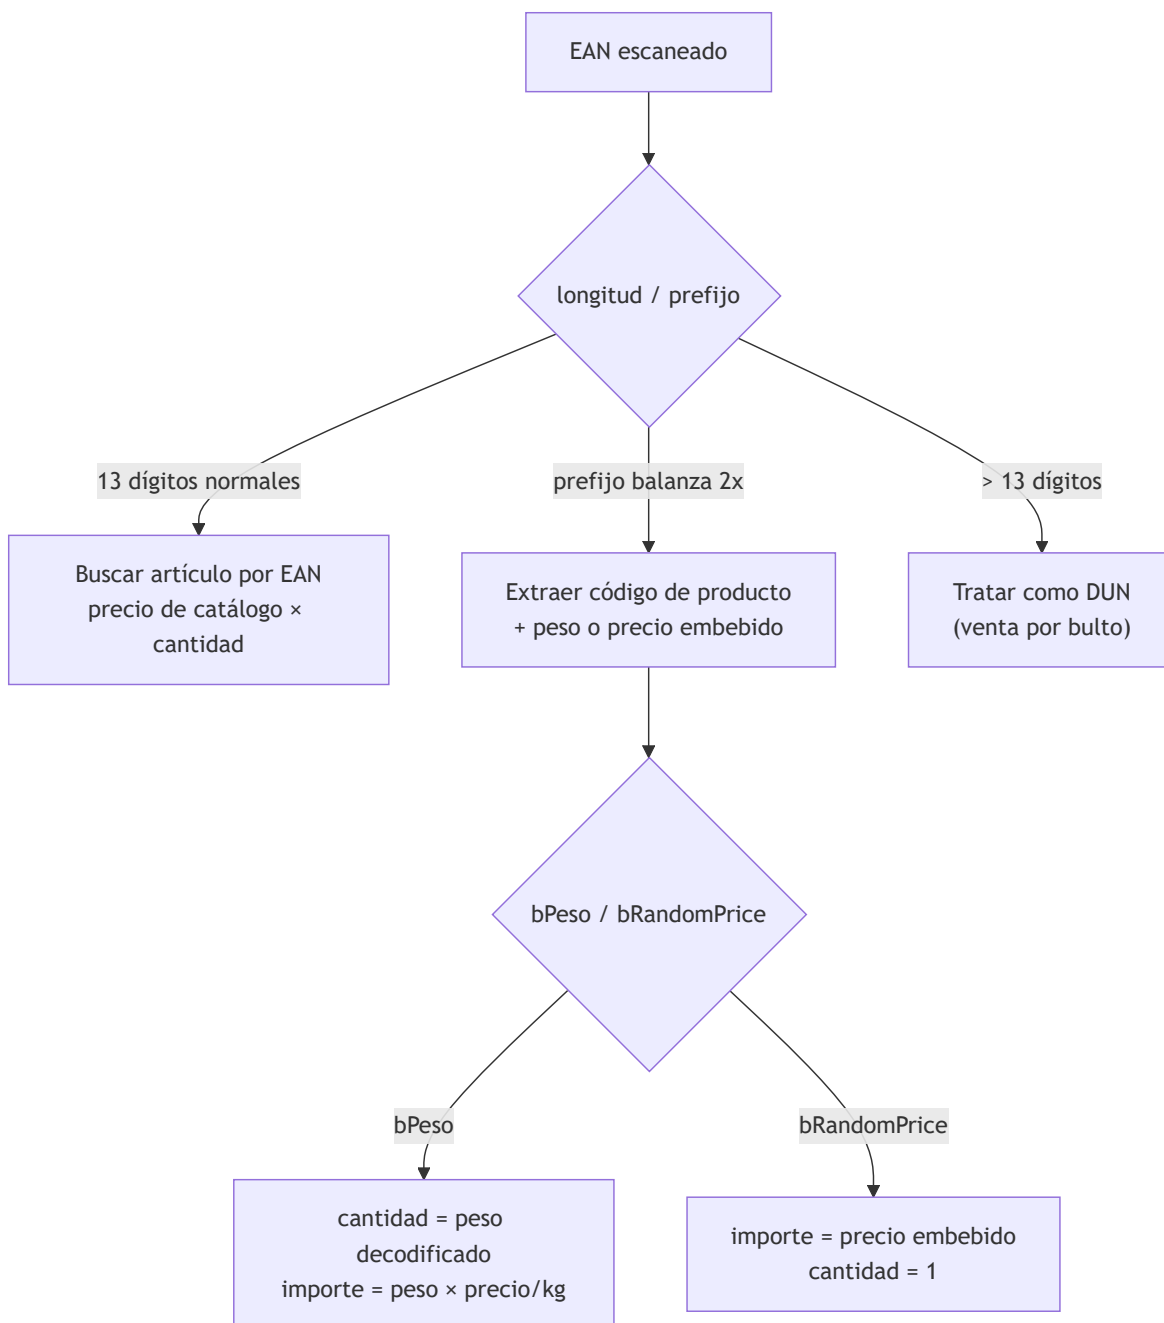 EAN escaneado
longitud / prefijo
13 dígitos normales
prefijo balanza 2x
> 13 dígitos
Buscar artículo por EAN
precio de catálogo ×
cantidad
Extraer código de producto
+ peso o precio embebido
Tratar como DUN
(venta por bulto)
bPeso / bRandomPrice
bPeso
bRandomPrice
cantidad = peso
decodificado
importe = peso × precio/kg
importe = precio embebido
cantidad = 1